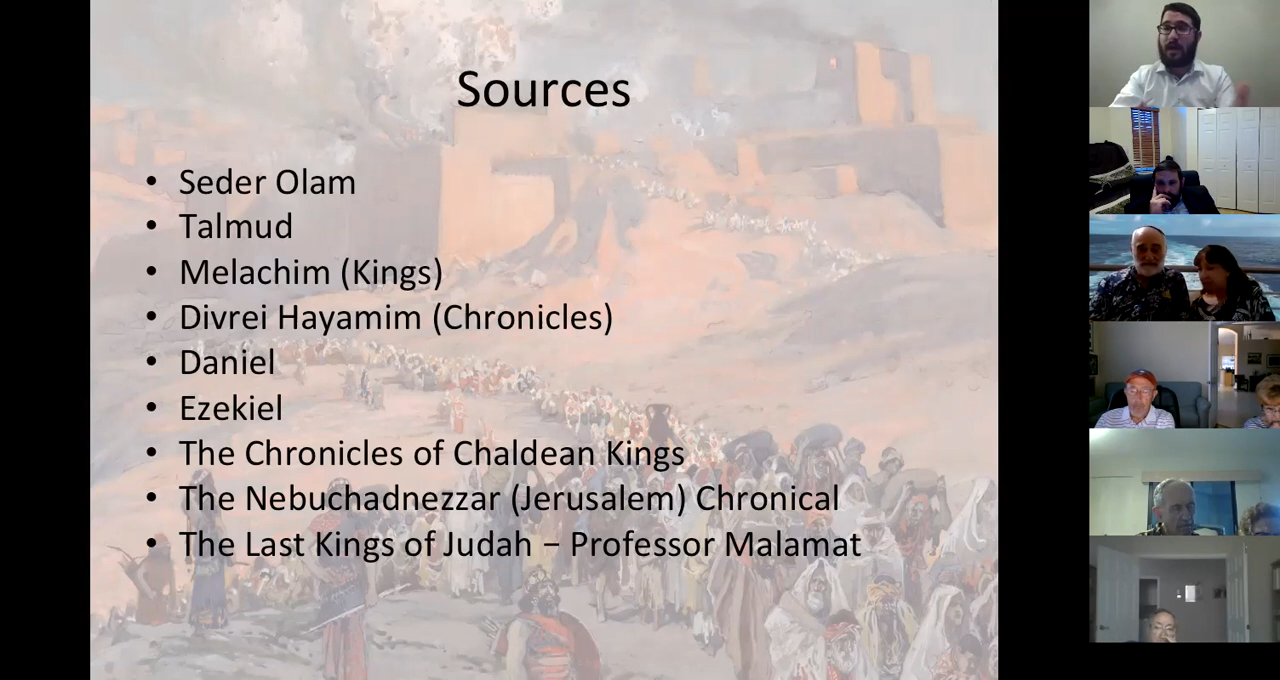 Sources
• Seder Olam
• Talmud
• Melachim (Kings)
• Divrei Hayamim (Chronicles)
• Daniel
• Ezekiel
• The Chronicles of Chaldean Kings
• The Nebuchadnezzar (Jerusalem) Chronical
• The Last Kings of Judah – Professor Malamat